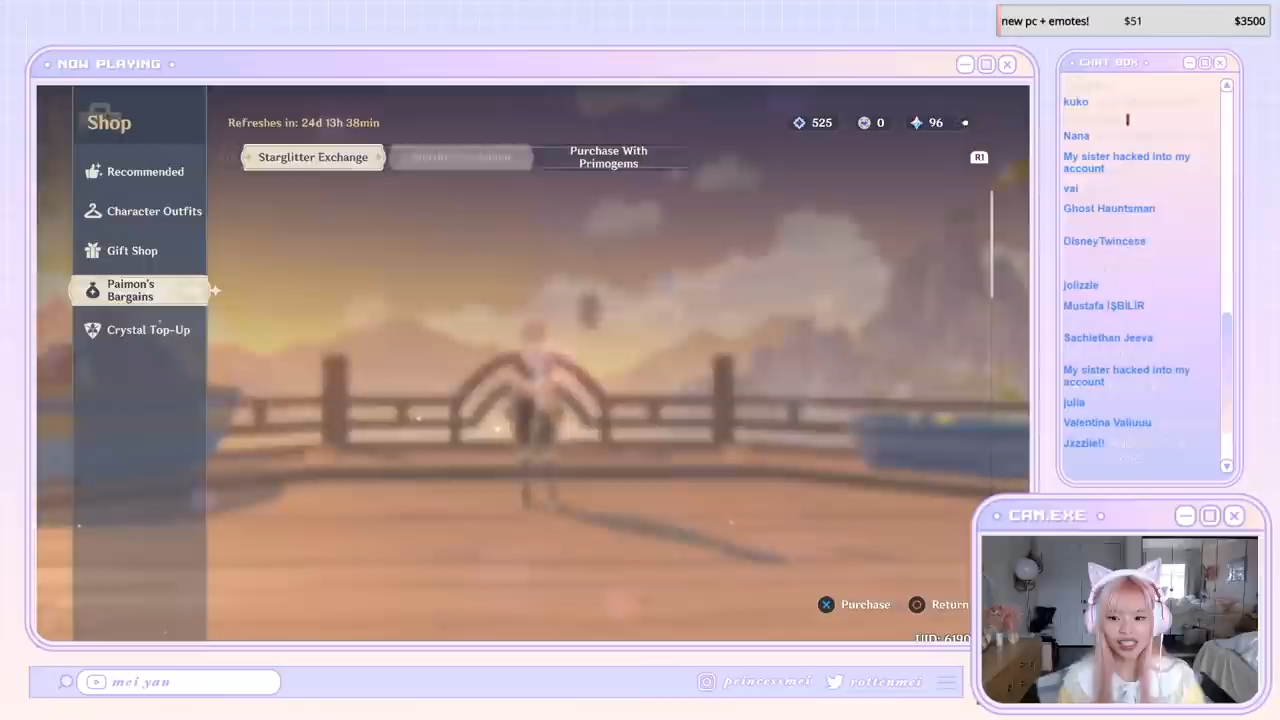 new pc + emotes! $51 $3500
NOW PLAYING
CHAT BOX
Shop
Refreshes in: 24d 13h 38min
525 0 96
Starglitter Exchange
Purchase With
Primogems
R1
Recommended
Character Outfits
Gift Shop
Paimon's
Bargains
Crystal Top-Up
Purchase
Return
UID: 6190
kuko
Nana
My sister hacked into my
account
vai
Ghost Hauntsman
DisneyTwincess
jolizzie
Mustafa İŞBİLİR
Sachiethan Jeeva
My sister hacked into my
account
julia
Valentina Valiuuu
Jxzziiel!
CAM.EXE
mei yan
princessmei
rottenmei